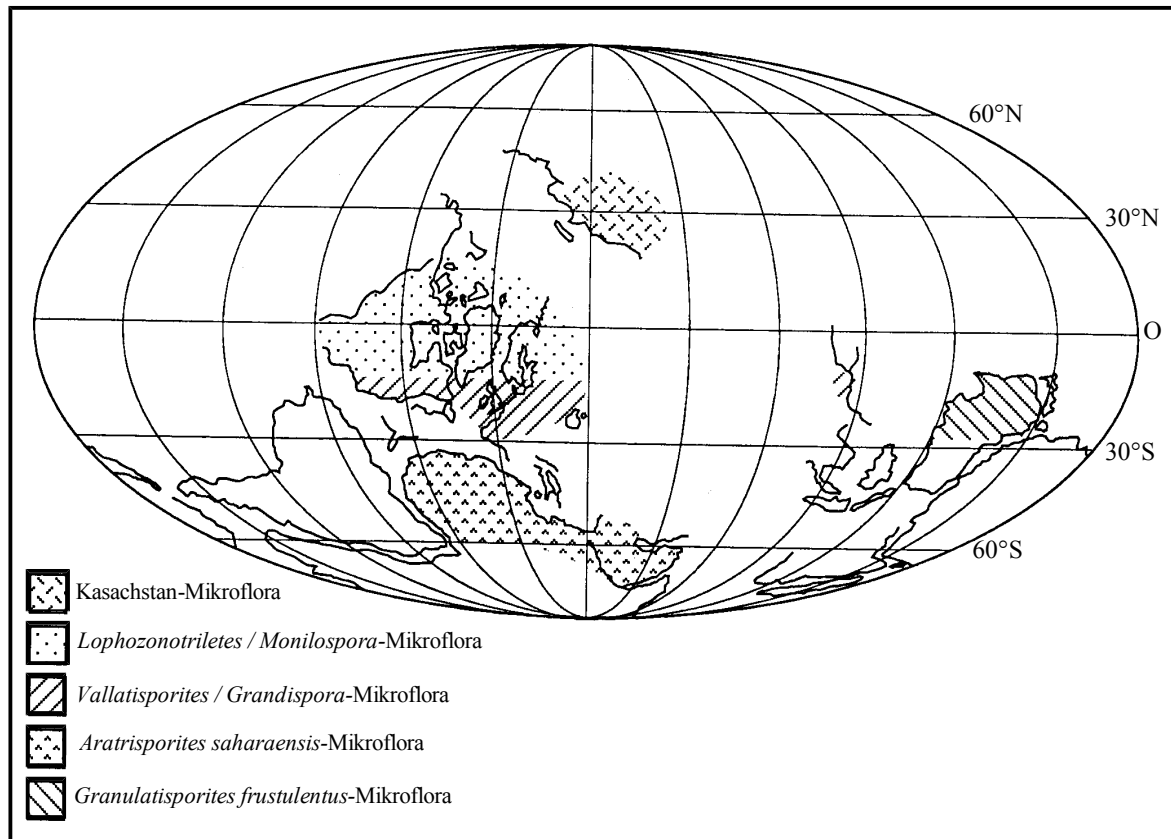 60°N
30°N
O
30°S
60°S
Kasachstan-Mikroflora
Lophozonotriletes / Monilospora-Mikroflora
Vallatisporites / Grandispora-Mikroflora
Aratrisporites saharaensis-Mikroflora
Granulatisporites frustulentus-Mikroflora